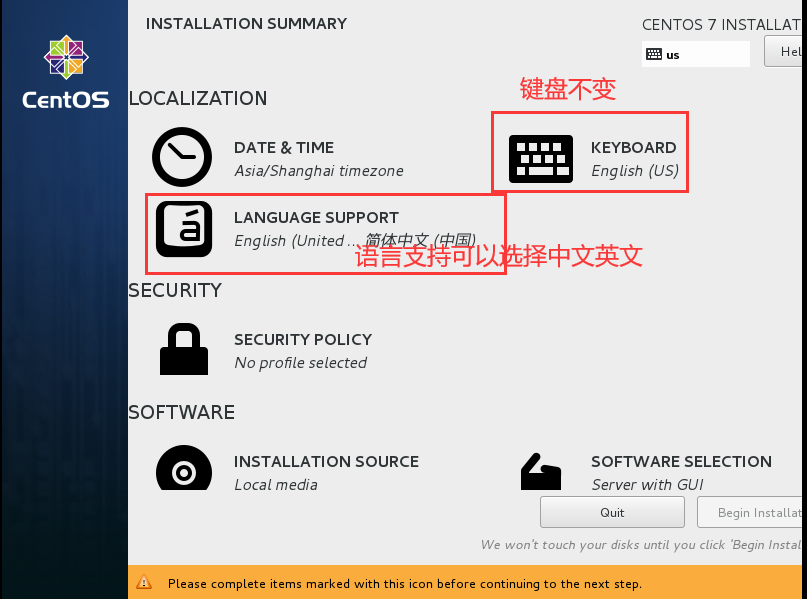 INSTALLATION SUMMARY
CENTOS 7 INSTALLAT
CentOS
us
Hel
键盘不变
LOCALIZATION
DATE & TIME
Asia/Shanghai timezone
KEYBOARD
English (US)
á
LANGUAGE SUPPORT
English (United ... 简体中文 (中国)
语言支持可以选择中文英文
SECURITY
SECURITY POLICY
No profile selected
SOFTWARE
INSTALLATION SOURCE
Local media
SOFTWARE SELECTION
Server with GUI
Quit
Begin Installat
We won't touch your disks until you click 'Begin Instal
Please complete items marked with this icon before continuing to the next step.